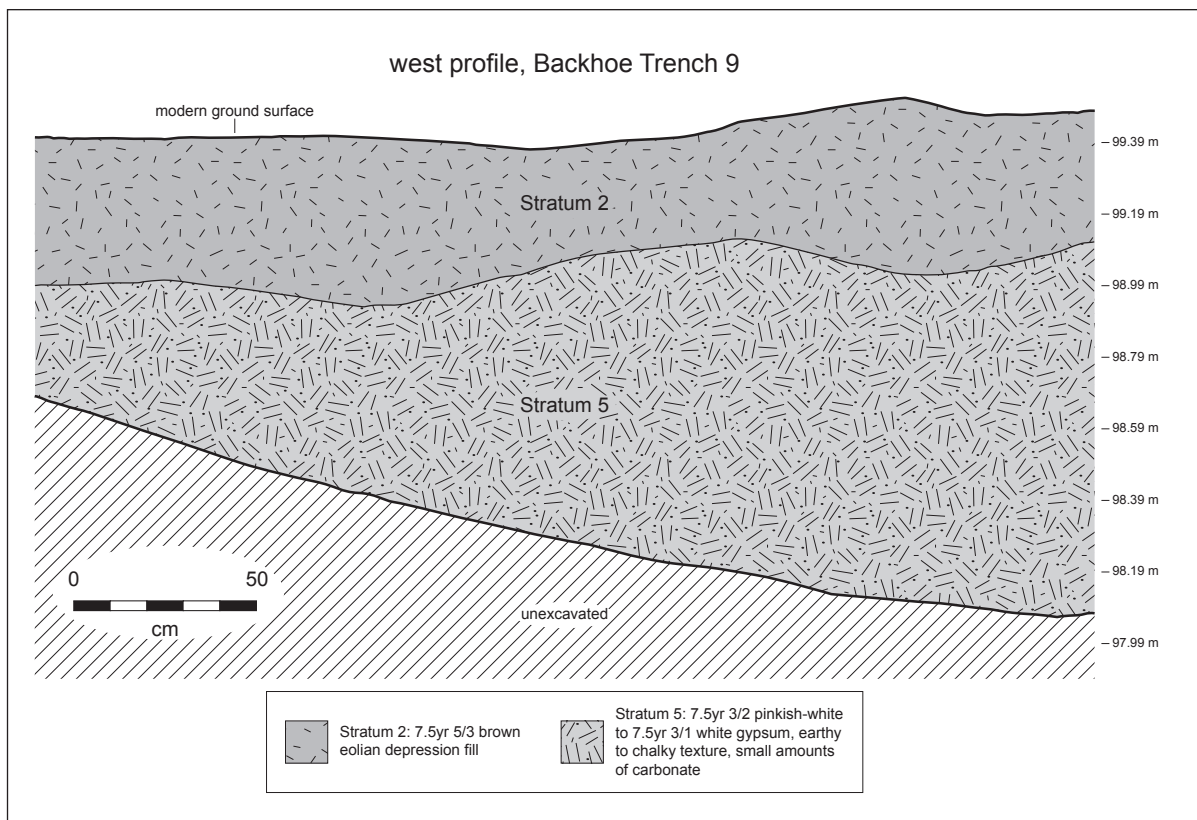 west profile, Backhoe Trench 9
modern ground surface
99.39 m
Stratum 2
99.19 m
98.99 m
98.79 m
Stratum 5
98.59 m
98.39 m
98.19 m
0 50
cm
unexcavated
97.99 m
Stratum 2: 7.5yr 5/3 brown
eolian depression fill
Stratum 5: 7.5yr 3/2 pinkish-white
to 7.5yr 3/1 white gypsum, earthy
to chalky texture, small amounts
of carbonate